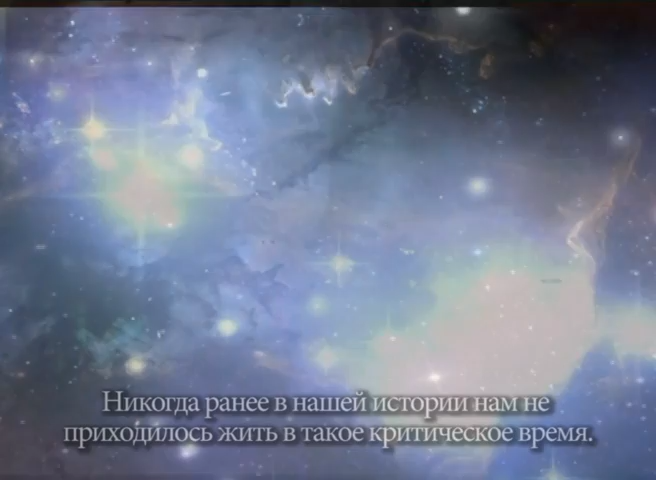 Никогда ранее в нашей истории нам не
приходилось жить в такое критическое время.